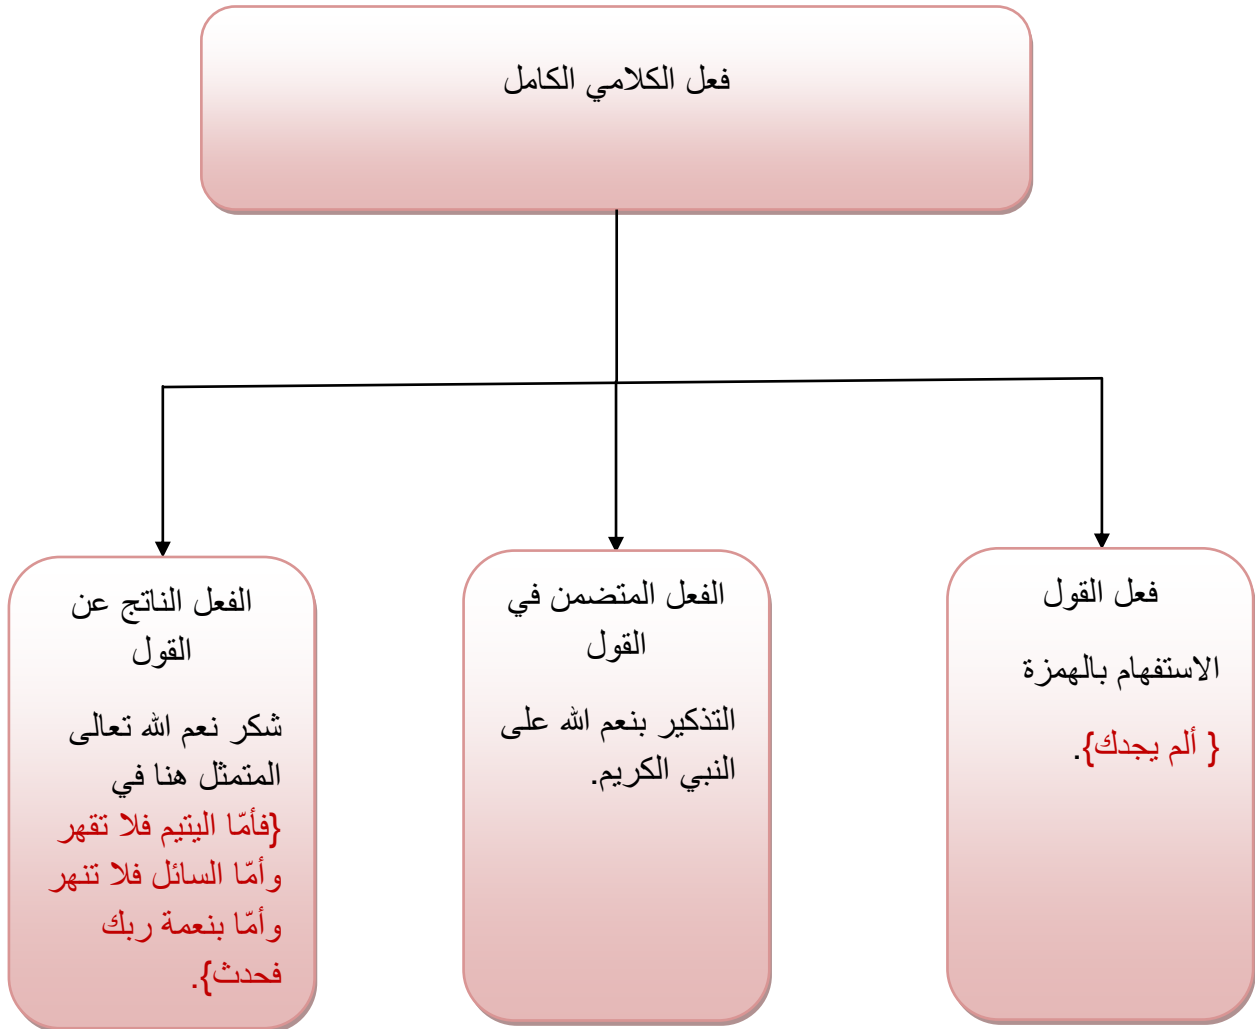 فعل الكلامي الكامل
فعل القول
الاستفهام بالهمزة
{ ألم يجدك}.
الفعل المتضمن في
القول
التذكير بنعم الله على
النبي الكريم.
الفعل الناتج عن
القول
شكر نعم الله تعالى
المتمثل هنا في
{فأمّا اليتيم فلا تقهر
وأمّا السائل فلا تنهر
وأمّا بنعمة ربك
فحدث}.